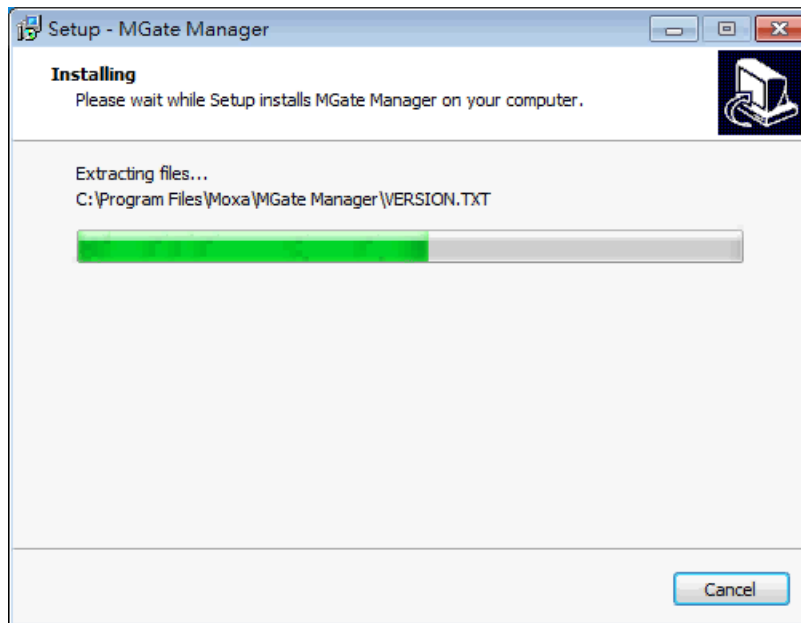 Setup - MGate Manager
Installing
Please wait while Setup installs MGate Manager on your computer.
Extracting files...
C:\Program Files\Moxa\MGate Manager\VERSION.TXT
Cancel